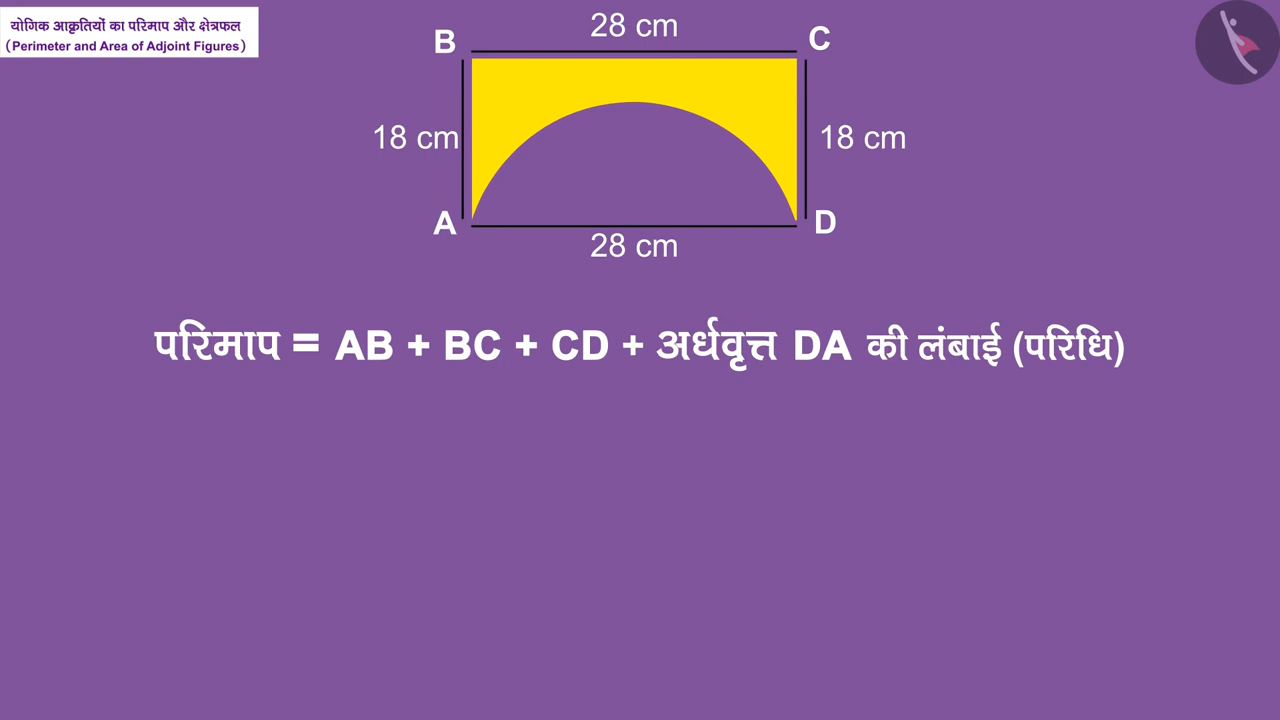 योगिक आकृतियों का परिमाप और क्षेत्रफल
(Perimeter and Area of Adjoint Figures)
28 cm
B
C
18 cm
18 cm
A
D
28 cm
परिमाप = AB + BC + CD + अर्धवृत्त DA की लंबाई (परिधि)